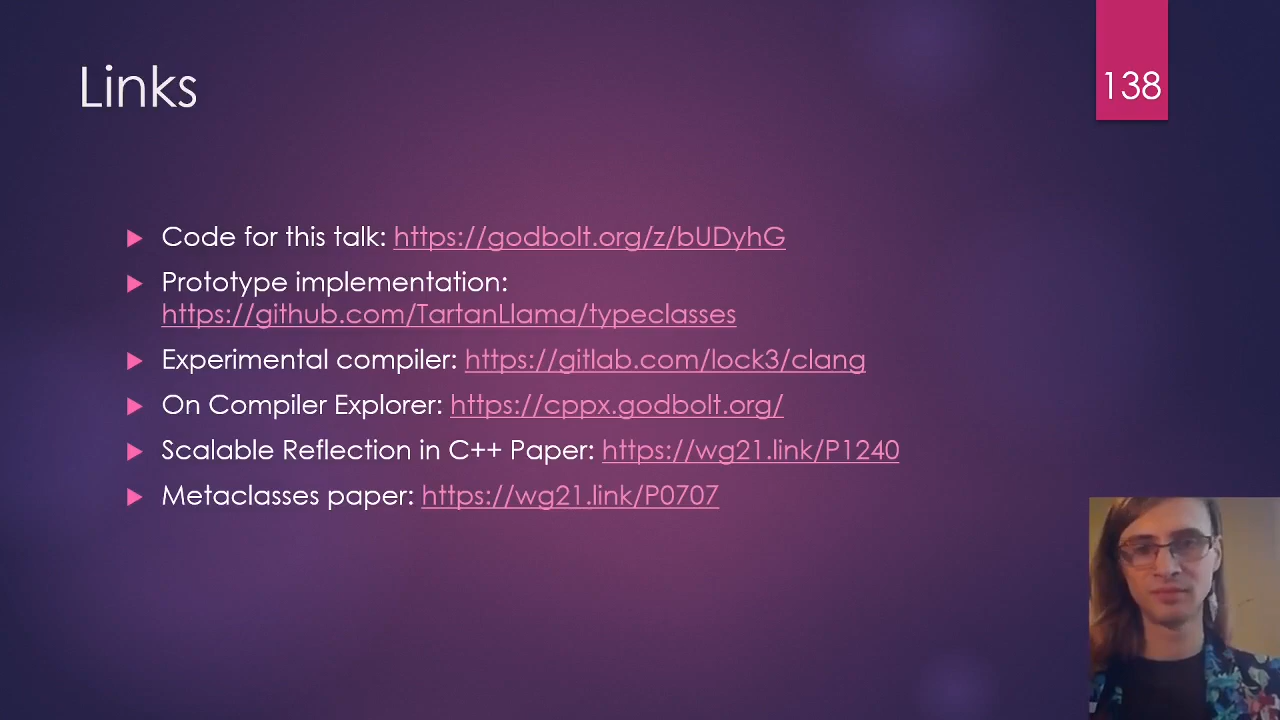 Links
138
Code for this talk: https://godbolt.org/z/bUDyhG
Prototype implementation:
https://github.com/TartanLlama/typeclasses
Experimental compiler: https://gitlab.com/lock3/clang
On Compiler Explorer: https://cppx.godbolt.org/
Scalable Reflection in C++ Paper: https://wg21.link/P1240
Metaclasses paper: https://wg21.link/P0707